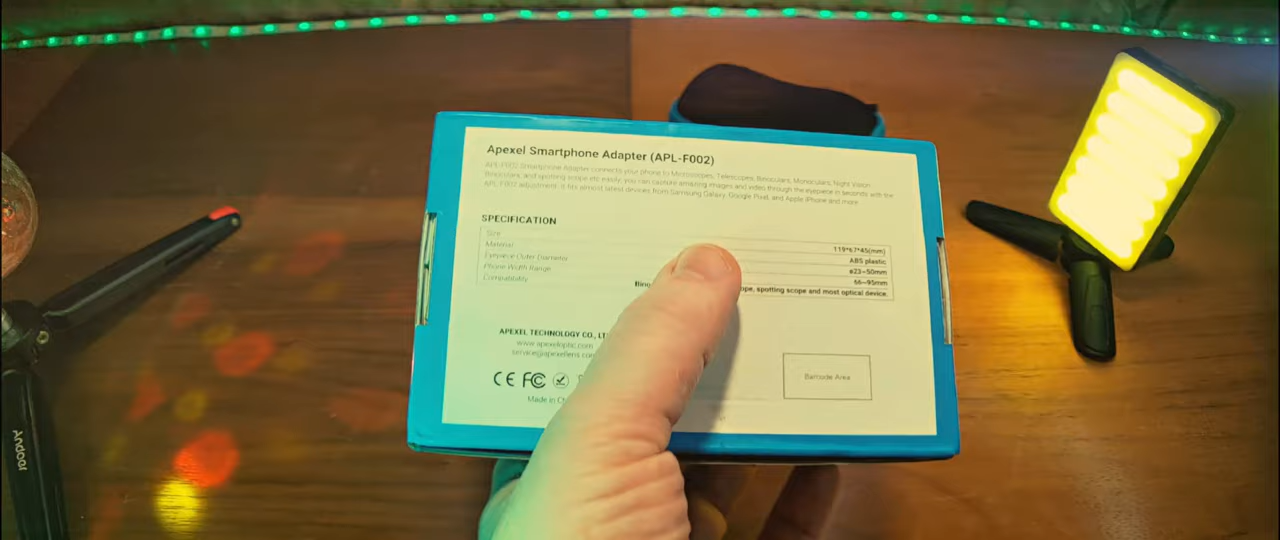 Apexel Smartphone Adapter (APL-F002)
APL-F002 Smartphone Adapter connects your phone to Microscopes, Telescopes, Binoculars, Monoculars, Night Vision
Binoculars, and spotting scope etc easily, you can capture amazing images and video through the eyepiece in seconds with the
APL-F002 adjustment. It fits almost latest devices from Samsung Galaxy, Google Pixel, and Apple iPhone and more
SPECIFICATION
Size 119*67*45(mm)
Material ABS plastic
Eyepiece Outer Diameter ø23~50mm
Phone Width Range 56~95mm
Compatibility spotting scope and most optical device.
APEXEL TECHNOLOGY CO.,
www.apexeloptic.com
service@apexellens.com
CE FC
Made in
Barcode Area
Andoer